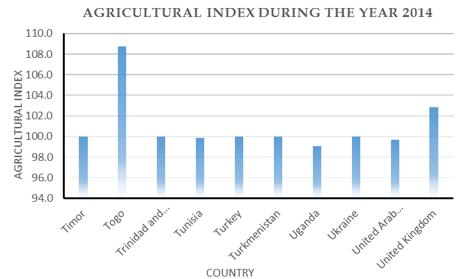 AGRICULTURAL INDEX DURING THE YEAR 2014
AGRICULTURAL INDEX
110.0
108.0
106.0
104.0
102.0
100.0
98.0
96.0
94.0
Timor
Togo
Trinidad and...
Tunisia
Turkey
Turkmenistan
Uganda
Ukraine
United Arab...
United Kingdom
COUNTRY